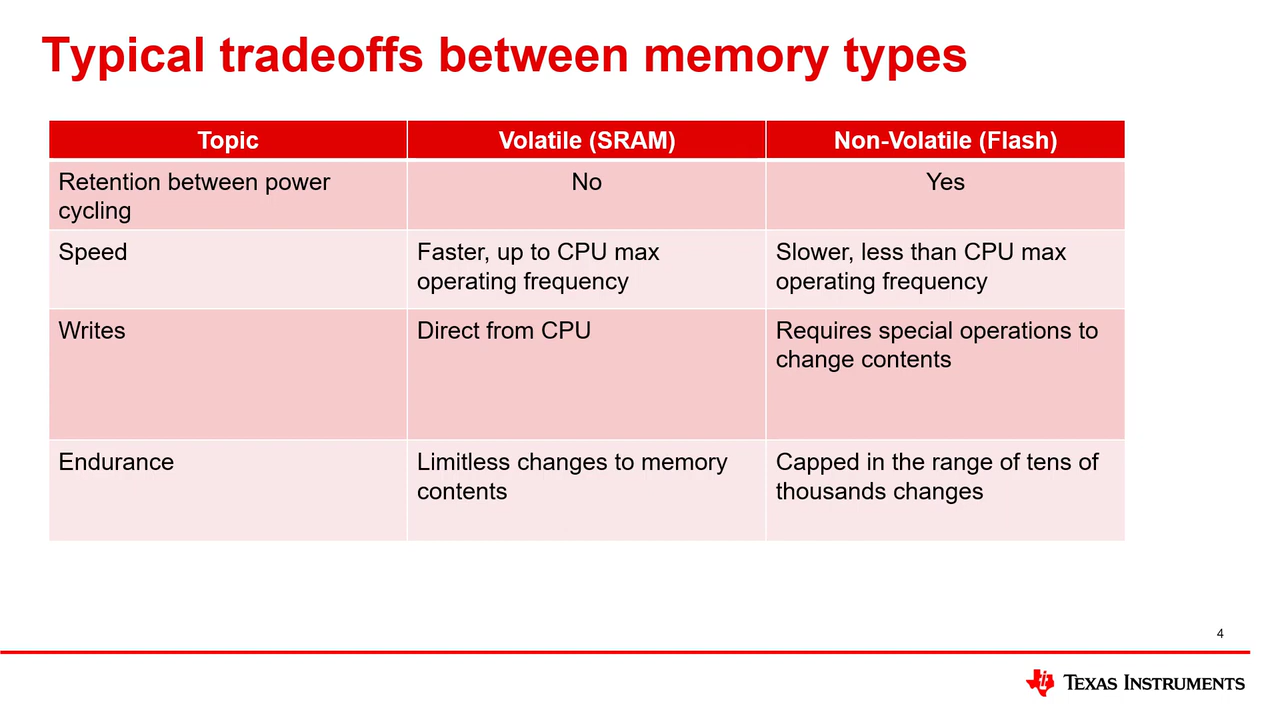 Typical tradeoffs between memory types
Topic
Volatile (SRAM)
Non-Volatile (Flash)
Retention between power
cycling
No
Yes
Speed
Faster, up to CPU max
operating frequency
Slower, less than CPU max
operating frequency
Writes
Direct from CPU
Requires special operations to
change contents
Endurance
Limitless changes to memory
contents
Capped in the range of tens of
thousands changes
4
TEXAS INSTRUMENTS